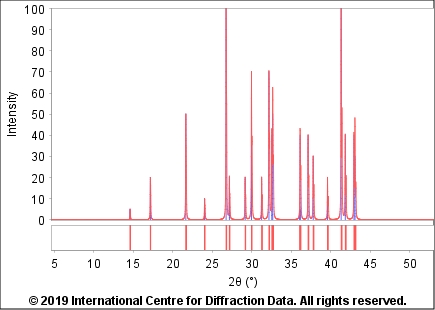 100
90
80
70
60
50
40
30
20
10
0
Intensity
5 10 15 20 25 30 35 40 45 50
2θ (°)
© 2019 International Centre for Diffraction Data. All rights reserved.